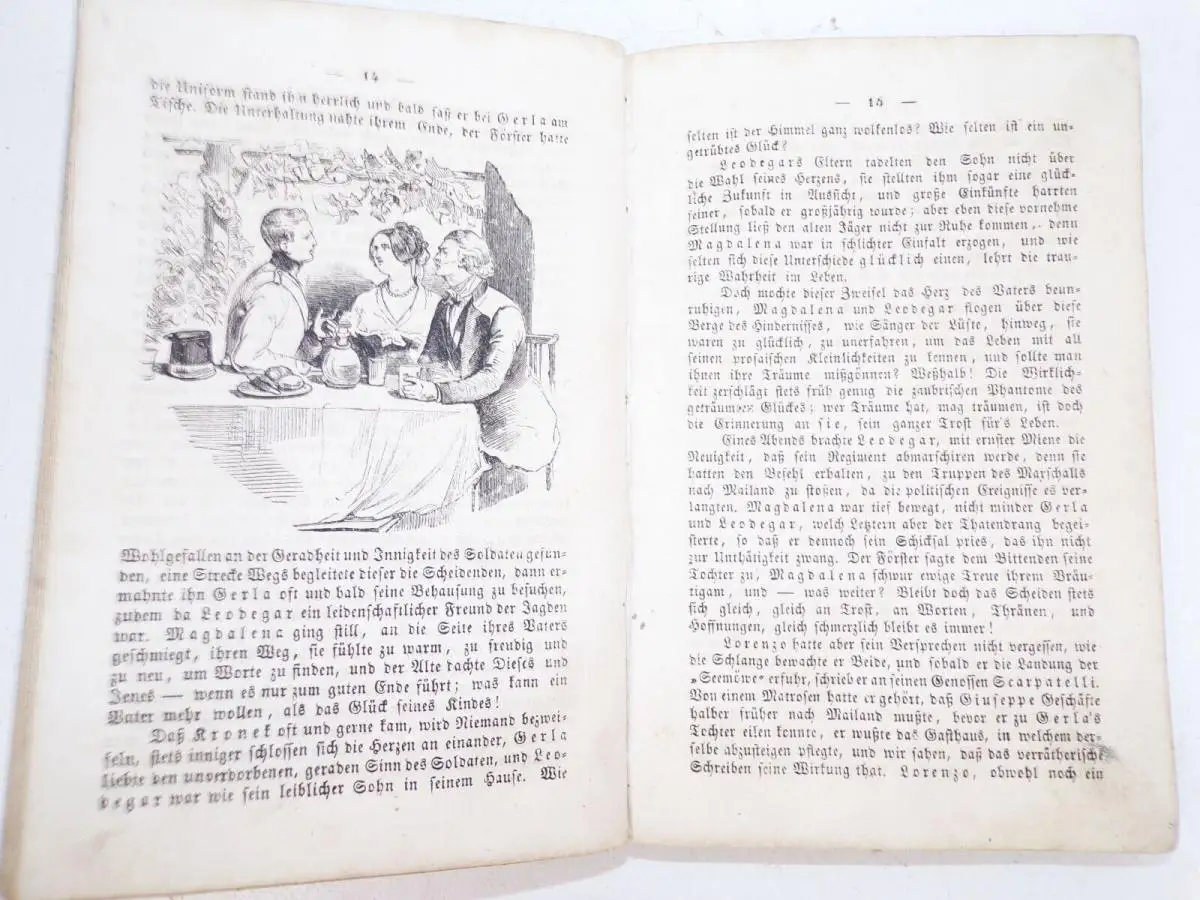 — 14 —
die Uniform stand ihn herrlich und bald saß er bei Gerla am
Tische. Die Unterhaltung nahte ihrem Ende, der Förster hatte
Wohlgefallen an der Geradheit und Innigkeit des Soldaten gefun-
den, eine Strecke Wegs begleitete dieser die Scheidenden, dann er-
mahnte ihn Gerla oft und bald seine Behausung zu besuchen,
zudem da Leodegar ein leidenschaftlicher Freund der Jagden
war. Magdalena ging still, an die Seite ihres Vaters
geschmiegt, ihren Weg, sie fühlte zu warm, zu freudig und
zu neu, um Worte zu finden, und der Alte dachte Dieses und
Jenes — wenn es nur zum guten Ende führt; was kann ein
Vater mehr wollen, als das Glück seines Kindes!
Daß Kronek oft und gerne kam, wird Niemand bezwei-
feln, stets inniger schlossen sich die Herzen an einander, Gerla
liebte den unverdorbenen, geraden Sinn des Soldaten, und Leo-
degar war wie sein leiblicher Sohn in seinem Hause. Wie
— 15 —
selten ist der Himmel ganz wolkenlos? Wie selten ist ein un-
getrübtes Glück?
Leodegars Eltern tadelten den Sohn nicht über
die Wahl seines Herzens, sie stellten ihm sogar eine glück-
liche Zukunft in Aussicht, und große Einkünfte harrten
seiner, sobald er großjährig wurde; aber eben diese vornehme
Stellung ließ den alten Jäger nicht zur Ruhe kommen, denn
Magdalena war in schlichter Einfalt erzogen, und wie
selten sich diese Unterschiede glücklich einen, lehrt die trau-
rige Wahrheit im Leben.
Doch mochte dieser Zweifel das Herz des Vaters beun-
ruhigen, Magdalena und Leodegar flogen über diese
Berge des Hindernisses, wie Sänger der Lüfte, hinweg, sie
waren zu glücklich, zu unerfahren, um das Leben mit all
seinen prosaischen Kleinlichkeiten zu kennen, und sollte man
ihnen ihre Träume mißgönnen? Weßhalb! Die Wirklich-
keit zerschlägt stets früh genug die zaubrischen Phantome des
geträumten Glückes; wer Träume hat, mag träumen, ist doch
die Erinnerung an sie, sein ganzer Trost für's Leben.
Eines Abends brachte Leodegar, mit ernster Miene die
Neuigkeit, daß sein Regiment abmarschiren werde, denn sie
hatten den Befehl erhalten, zu den Truppen des Marschalls
nach Mailand zu stoßen, da die politischen Ereignisse es ver-
langten. Magdalena war tief bewegt, nicht minder Gerla
und Leodegar, welch Letztern aber der Thatendrang begei-
sterte, so daß er dennoch sein Schicksal pries, das ihn nicht
zur Unthätigkeit zwang. Der Förster sagte dem Bittenden seine
Tochter zu, Magdalena schwur ewige Treue ihrem Bräu-
tigam, und — was weiter? Bleibt doch das Scheiden stets
sich gleich, gleich an Trost, an Worten, Thränen, und
Hoffnungen, gleich schmerzlich bleibt es immer!
Lorenzo hatte aber sein Versprechen nicht vergessen, wie
die Schlange bewachte er Beide, und sobald er die Landung der
„Seemöwe" erfuhr, schrieb er an seinen Genossen Scarpatelli.
Von einem Matrosen hatte er gehört, daß Giuseppe Geschäfte
halber früher nach Mailand mußte, bevor er zu Gerla's
Tochter eilen konnte, er wußte das Gasthaus, in welchem der-
selbe abzusteigen pflegte, und wir sahen, daß das verrätherische
Schreiben seine Wirkung that. Lorenzo, obwohl noch ein